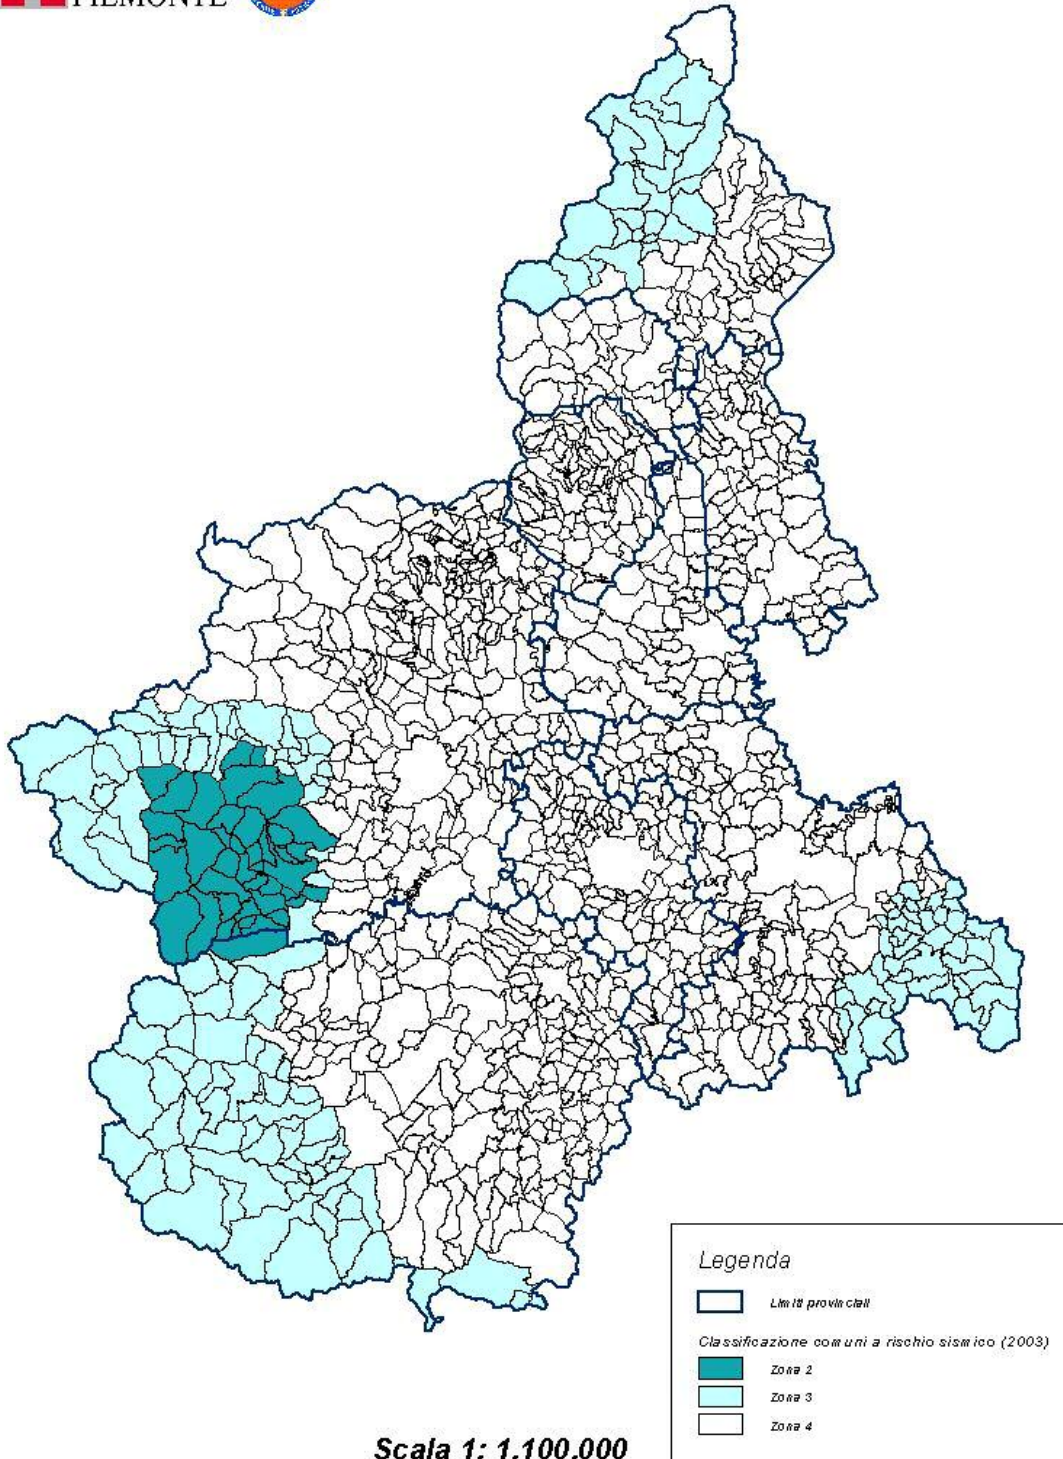 PIEMONTE
Legenda
Limiti provinciali
Classificazione comuni a rischio sismico (2003)
Zona 2
Zona 3
Zona 4
Scala 1: 1.100.000